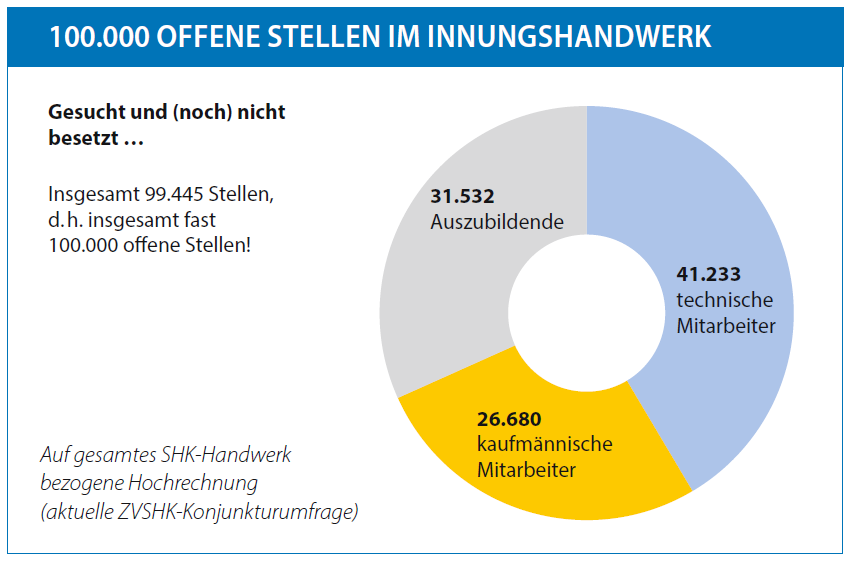 100.000 OFFENE STELLEN IM INNUNGSHANDWERK
Gesucht und (noch) nicht
besetzt …
Insgesamt 99.445 Stellen,
d. h. insgesamt fast
100.000 offene Stellen!
31.532
Auszubildende
41.233
technische
Mitarbeiter
26.680
kaufmännische
Mitarbeiter
Auf gesamtes SHK-Handwerk
bezogene Hochrechnung
(aktuelle ZVSHK-Konjunkturumfrage)